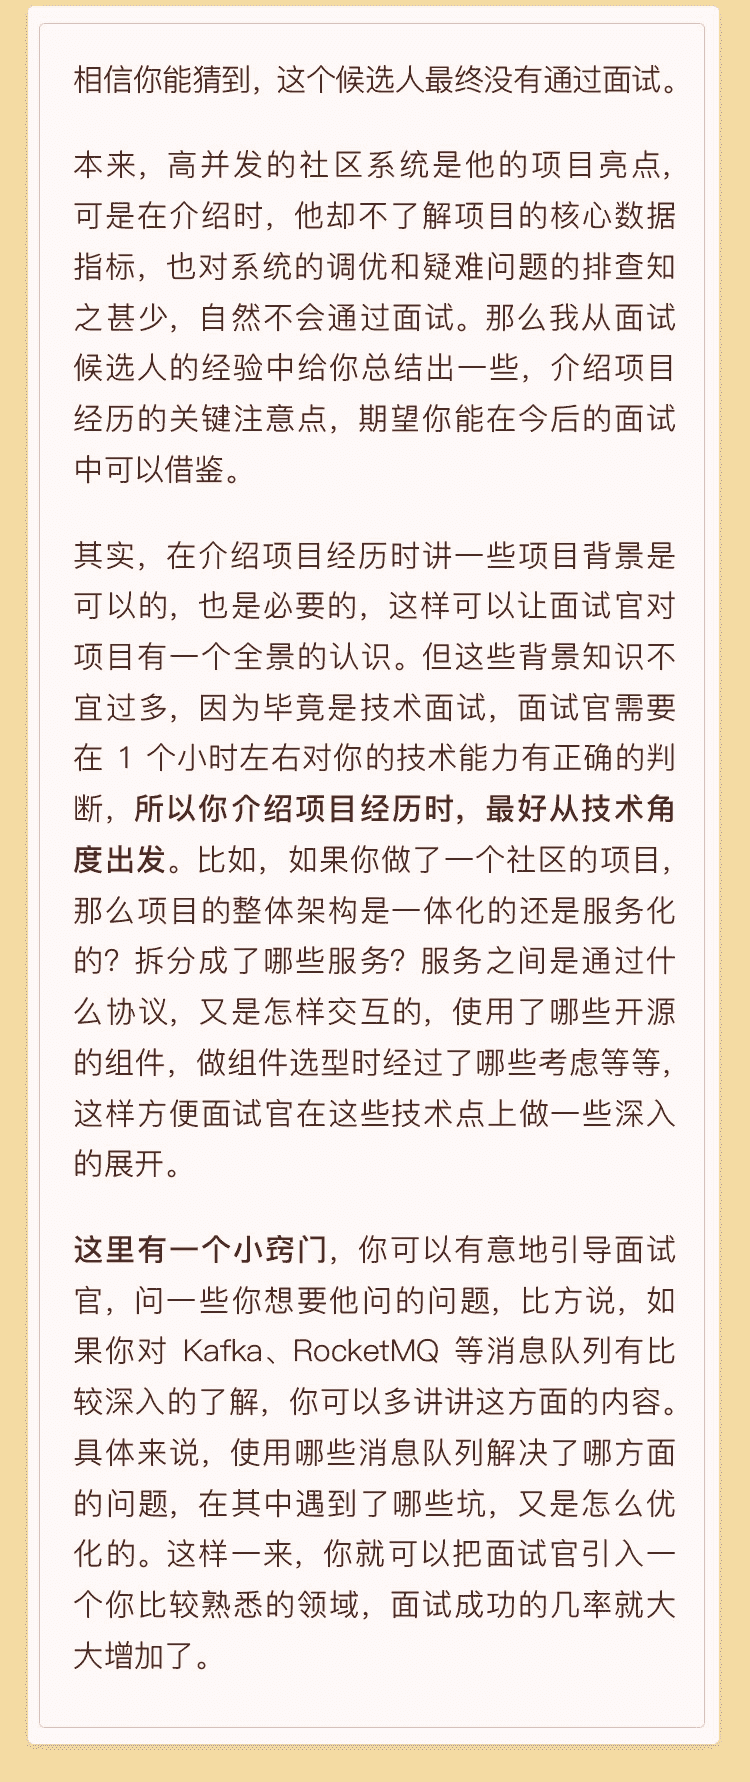 相信你能猜到，这个候选人最终没有通过面试。
本来，高并发的社区系统是他的项目亮点，
可是在介绍时，他却不了解项目的核心数据
指标，也对系统的调优和疑难问题的排查知
之甚少，自然不会通过面试。那么我从面试
候选人的经验中给你总结出一些，介绍项目
经历的关键注意点，期望你能在今后的面试
中可以借鉴。
其实，在介绍项目经历时讲一些项目背景是
可以的，也是必要的，这样可以让面试官对
项目有一个全景的认识。但这些背景知识不
宜过多，因为毕竟是技术面试，面试官需要
在 1 个小时左右对你的技术能力有正确的判
断，所以你介绍项目经历时，最好从技术角
度出发。比如，如果你做了一个社区的项目，
那么项目的整体架构是一体化的还是服务化
的？拆分成了哪些服务？服务之间是通过什
么协议，又是怎样交互的，使用了哪些开源
的组件，做组件选型时经过了哪些考虑等等，
这样方便面试官在这些技术点上做一些深入
的展开。
这里有一个小窍门，你可以有意地引导面试
官，问一些你想要他问的问题，比方说，如
果你对 Kafka、RocketMQ 等消息队列有比
较深入的了解，你可以多讲讲这方面的内容。
具体来说，使用哪些消息队列解决了哪方面
的问题，在其中遇到了哪些坑，又是怎么优
化的。这样一来，你就可以把面试官引入一
个你比较熟悉的领域，面试成功的几率就大
大增加了。